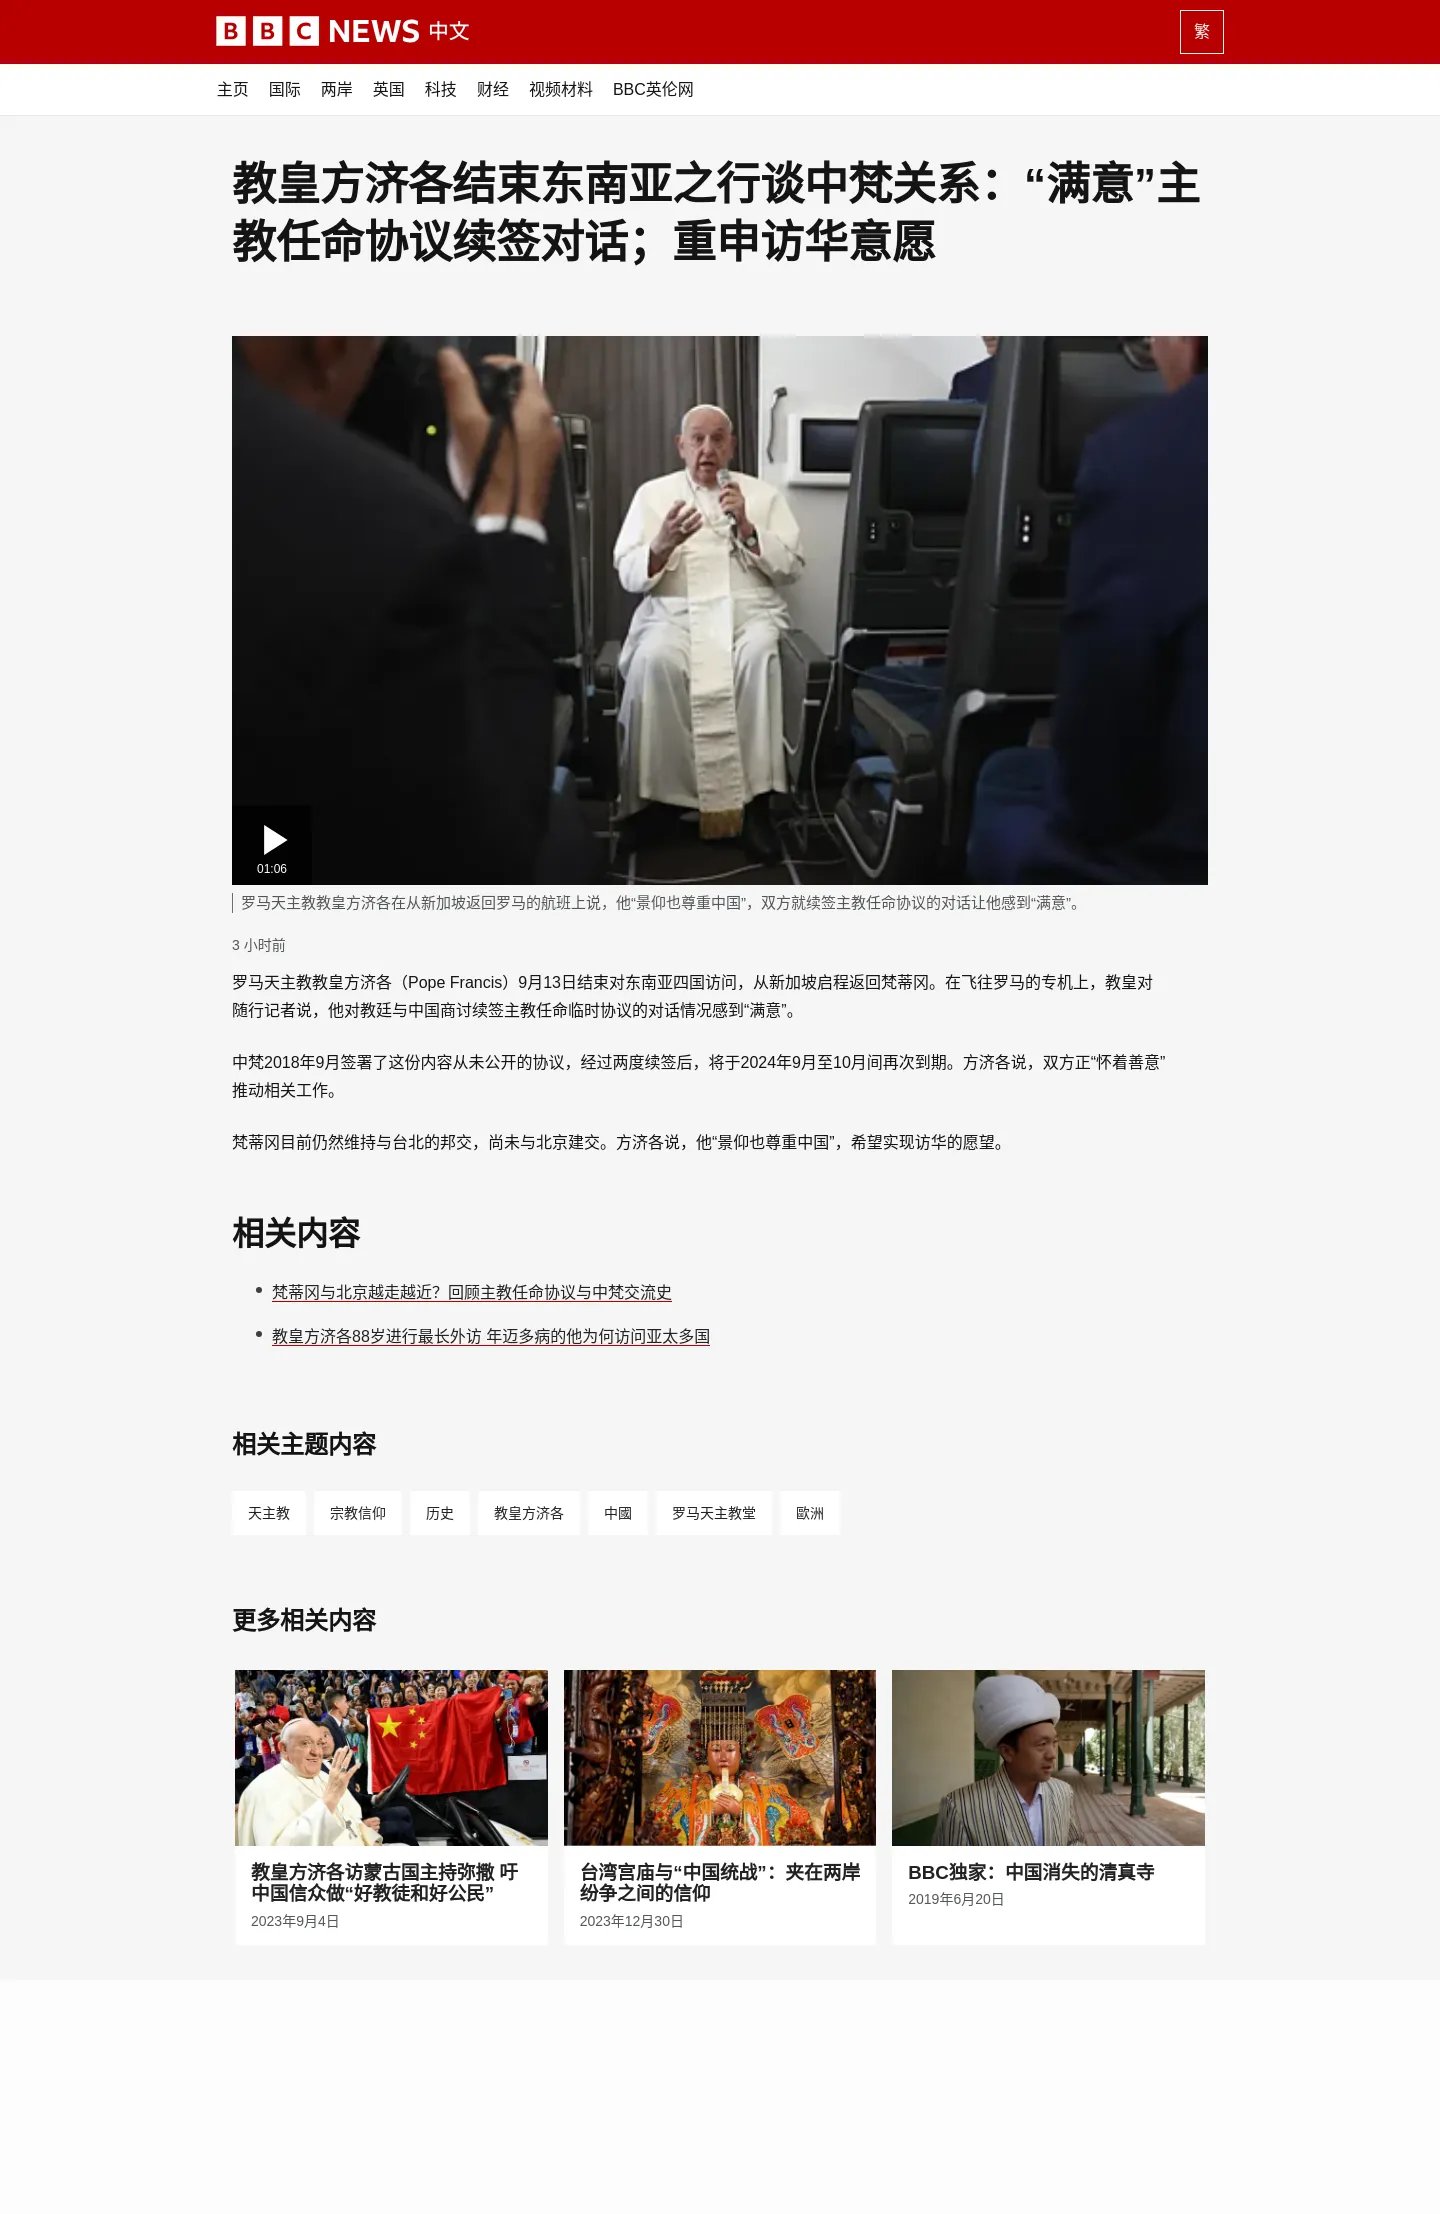 BBC NEWS 中文
繁
主页 国际 两岸 英国 科技 财经 视频材料 BBC英伦网
教皇方济各结束东南亚之行谈中梵关系：“满意”主
教任命协议续签对话；重申访华意愿
01:06
罗马天主教教皇方济各在从新加坡返回罗马的航班上说，他“景仰也尊重中国”，双方就续签主教任命协议的对话让他感到“满意”。
3 小时前
罗马天主教教皇方济各（Pope Francis）9月13日结束对东南亚四国访问，从新加坡启程返回梵蒂冈。在飞往罗马的专机上，教皇对
随行记者说，他对教廷与中国商讨续签主教任命临时协议的对话情况感到“满意”。
中梵2018年9月签署了这份内容从未公开的协议，经过两度续签后，将于2024年9月至10月间再次到期。方济各说，双方正“怀着善意”
推动相关工作。
梵蒂冈目前仍然维持与台北的邦交，尚未与北京建交。方济各说，他“景仰也尊重中国”，希望实现访华的愿望。
相关内容
梵蒂冈与北京越走越近？回顾主教任命协议与中梵交流史
教皇方济各88岁进行最长外访 年迈多病的他为何访问亚太多国
相关主题内容
天主教 宗教信仰 历史 教皇方济各 中國 罗马天主教堂 歐洲
更多相关内容
教皇方济各访蒙古国主持弥撒 吁
中国信众做“好教徒和好公民”
2023年9月4日
台湾宫庙与“中国统战”：夹在两岸
纷争之间的信仰
2023年12月30日
BBC独家：中国消失的清真寺
2019年6月20日